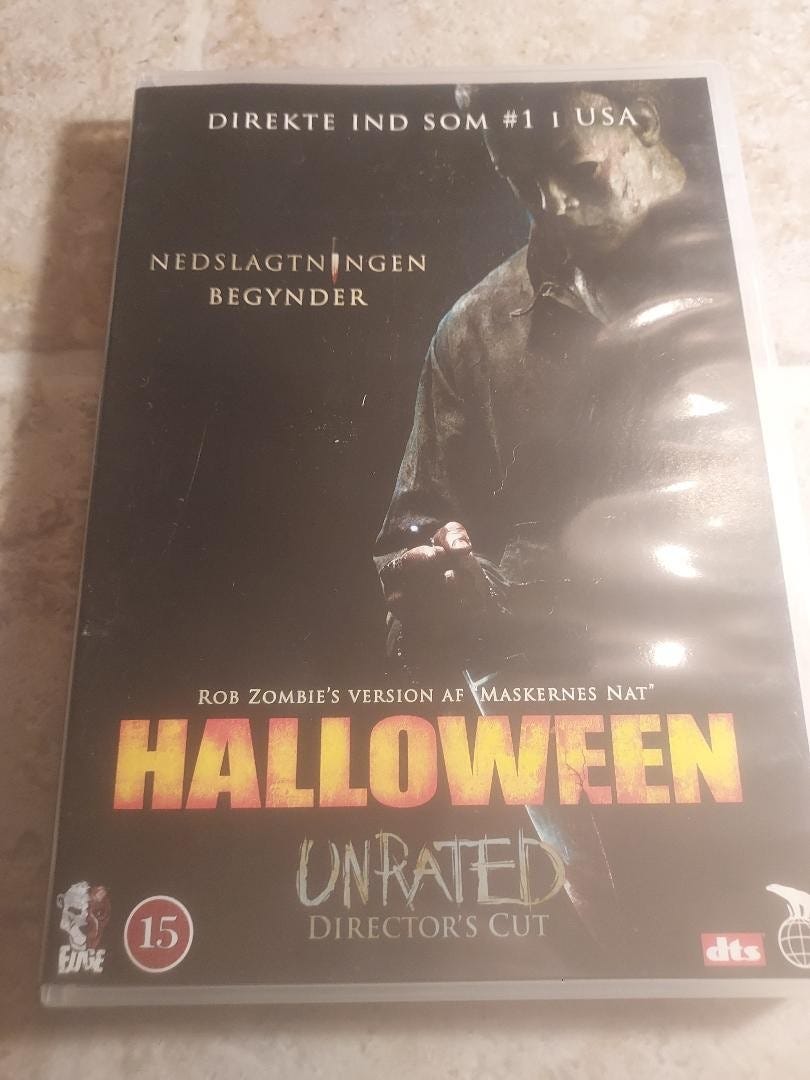 DIREKTE IND SOM #1 I USA
NEDSLAGTNINGEN
BEGYNDER
ROB ZOMBIE'S VERSION AF "MASKERNES NAT"
HALLOWEEN
UNRATED
DIRECTOR'S CUT
EDGE
15
dts